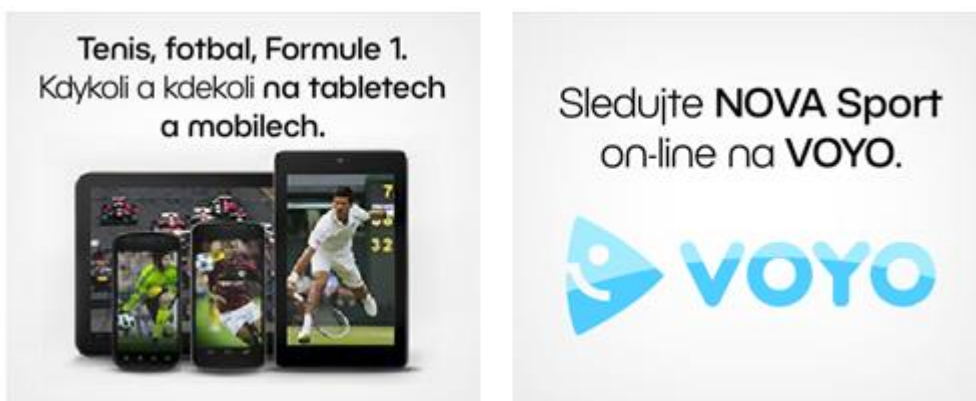 Tenis, fotbal, Formule 1.
Kdykoli a kdekoli na tabletech
a mobilech.
Sledujte NOVA Sport
on-line na VOYO.
VOYO